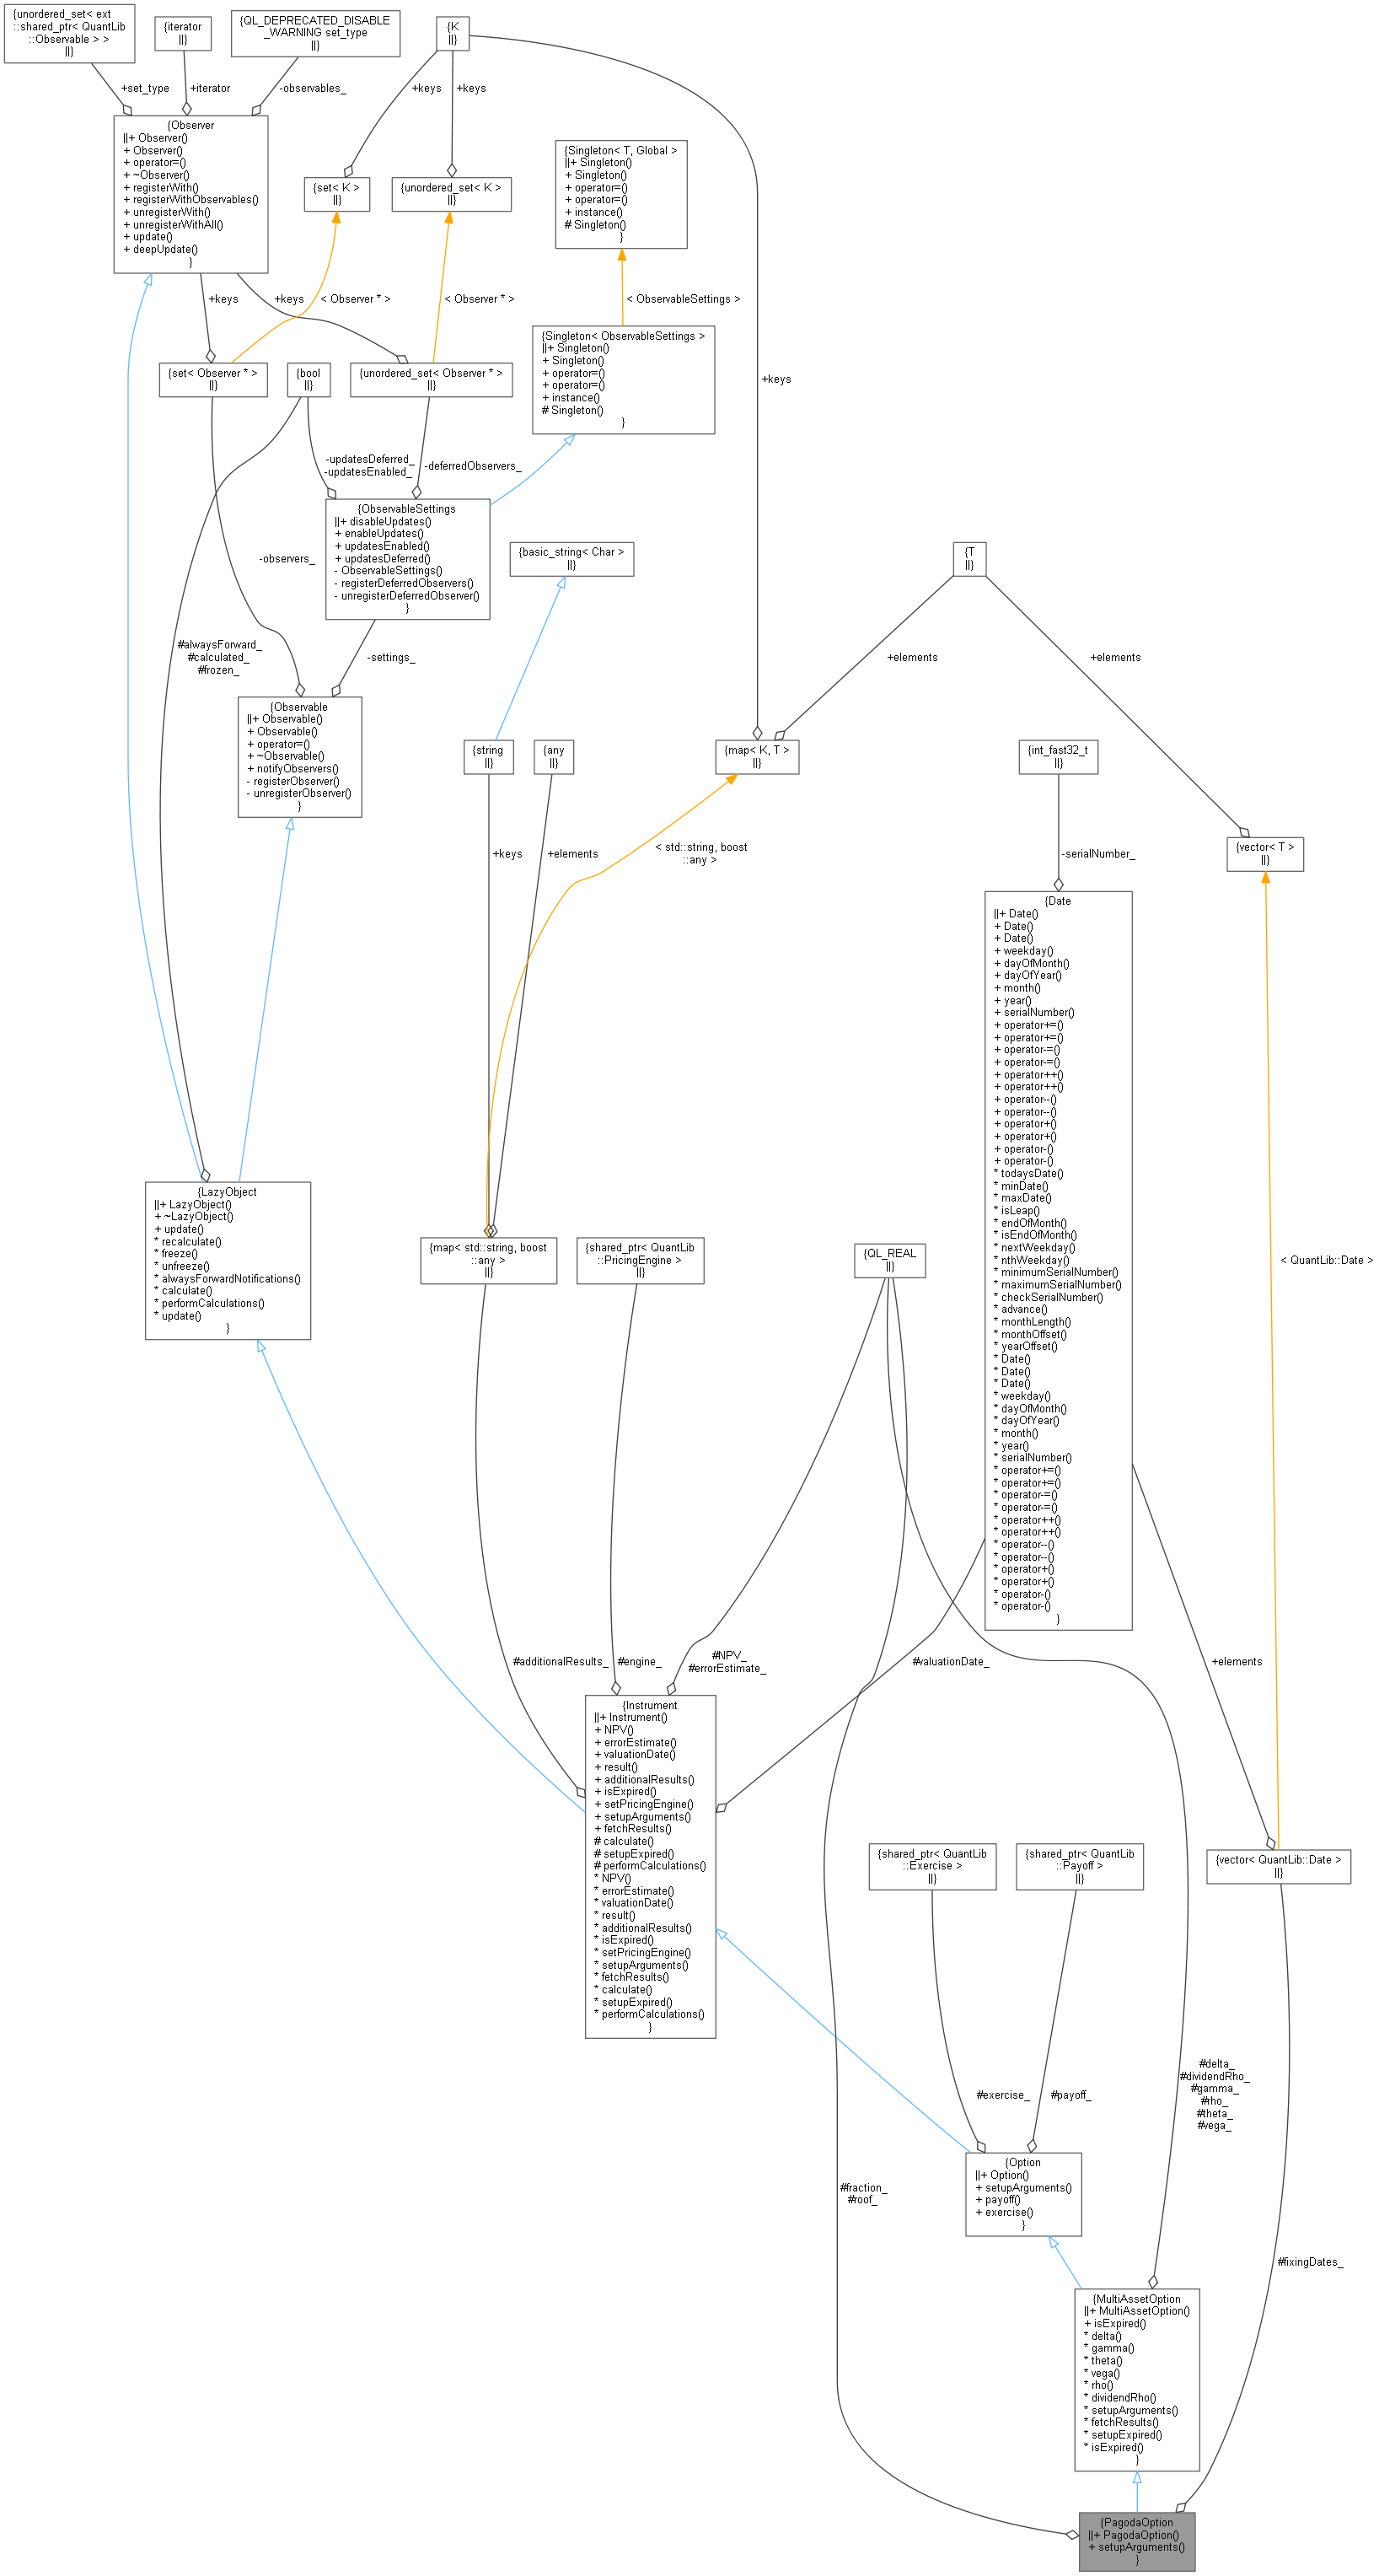 {unordered_set< ext
::shared_ptr< QuantLib
::Observable > >
||}
{iterator
||}
{QL_DEPRECATED_DISABLE
_WARNING set_type
||}
{K
||}
+set_type
+iterator
-observables_
+keys
+keys
{Observer
||+ Observer()
+ Observer()
+ operator=()
+ ~Observer()
+ registerWith()
+ registerWithObservables()
+ unregisterWith()
+ unregisterWithAll()
+ update()
+ deepUpdate()
}
{set< K >
||}
{unordered_set< K >
||}
{Singleton< T, Global >
||+ Singleton()
+ Singleton()
+ operator=()
+ operator=()
+ instance()
# Singleton()
}
+keys
+keys
< Observer * >
< Observer * >
< ObservableSettings >
{set< Observer * >
||}
{bool
||}
{unordered_set< Observer * >
||}
{Singleton< ObservableSettings >
||+ Singleton()
+ Singleton()
+ operator=()
+ operator=()
+ instance()
# Singleton()
}
+keys
-updatesDeferred_
-updatesEnabled_
-deferredObservers_
{ObservableSettings
||+ disableUpdates()
+ enableUpdates()
+ updatesEnabled()
+ updatesDeferred()
- ObservableSettings()
- registerDeferredObservers()
- unregisterDeferredObserver()
}
-observers_
{basic_string< Char >
||}
{T
||}
#alwaysForward_
#calculated_
#frozen_
-settings_
+elements
+elements
{Observable
||+ Observable()
+ Observable()
+ operator=()
+ ~Observable()
+ notifyObservers()
- registerObserver()
- unregisterObserver()
}
{string
||}
{any
||}
{map< K, T >
||}
{int_fast32_t
||}
+keys
+elements
< std::string, boost
::any >
-serialNumber_
{vector< T >
||}
{Date
||+ Date()
+ Date()
+ Date()
+ weekday()
+ dayOfMonth()
+ dayOfYear()
+ month()
+ year()
+ serialNumber()
+ operator+=()
+ operator+=()
+ operator-=()
+ operator-=()
+ operator++()
+ operator++()
+ operator--()
+ operator--()
+ operator+()
+ operator+()
+ operator-()
+ operator-()
* todaysDate()
* minDate()
* maxDate()
* isLeap()
* endOfMonth()
* isEndOfMonth()
* nextWeekday()
* nthWeekday()
* minimumSerialNumber()
* maximumSerialNumber()
* checkSerialNumber()
* advance()
* monthLength()
* monthOffset()
* yearOffset()
* Date()
* Date()
* Date()
* weekday()
* dayOfMonth()
* dayOfYear()
* month()
* year()
* serialNumber()
* operator+=()
* operator+=()
* operator-=()
* operator-=()
* operator++()
* operator++()
* operator--()
* operator--()
* operator+()
* operator+()
* operator-()
* operator-()
}
{LazyObject
||+ LazyObject()
+ ~LazyObject()
+ update()
* recalculate()
* freeze()
* unfreeze()
* alwaysForwardNotifications()
* calculate()
* performCalculations()
* update()
}
{map< std::string, boost
::any >
||}
{shared_ptr< QuantLib
::PricingEngine >
||}
{QL_REAL
||}
< QuantLib::Date >
#additionalResults_
#engine_
#NPV_
#errorEstimate_
#valuationDate_
+elements
{Instrument
||+ Instrument()
+ NPV()
+ errorEstimate()
+ valuationDate()
+ result()
+ additionalResults()
+ isExpired()
+ setPricingEngine()
+ setupArguments()
+ fetchResults()
# calculate()
# setupExpired()
# performCalculations()
* NPV()
* errorEstimate()
* valuationDate()
* result()
* additionalResults()
* isExpired()
* setPricingEngine()
* setupArguments()
* fetchResults()
* calculate()
* setupExpired()
* performCalculations()
}
{shared_ptr< QuantLib
::Exercise >
||}
{shared_ptr< QuantLib
::Payoff >
||}
{vector< QuantLib::Date >
||}
#exercise_
#payoff_
#delta_
#dividendRho_
#gamma_
#rho_
#theta_
#vega_
#fraction_
#roof_
{Option
||+ Option()
+ setupArguments()
+ payoff()
+ exercise()
}
#fixingDates_
{MultiAssetOption
||+ MultiAssetOption()
+ isExpired()
* delta()
* gamma()
* theta()
* vega()
* rho()
* dividendRho()
* setupArguments()
* fetchResults()
* setupExpired()
* isExpired()
}
{PagodaOption
||+ PagodaOption()
+ setupArguments()
}